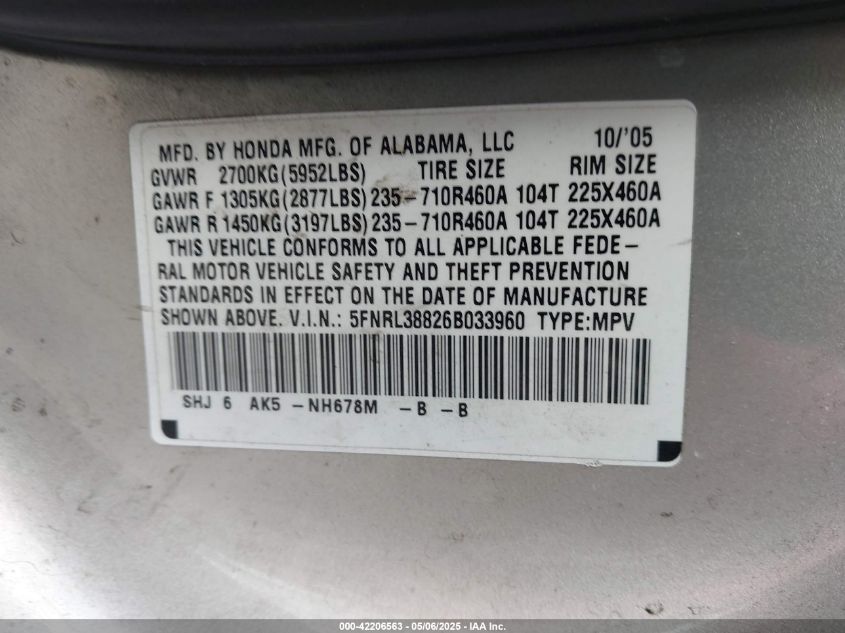 MFD. BY HONDA MFG. OF ALABAMA, LLC 10/'05
GVWR 2700KG(5952LBS) TIRE SIZE RIM SIZE
GAWR F 1305KG(2877LBS) 235-710R460A 104T 225X460A
GAWR R 1450KG(3197LBS) 235-710R460A 104T 225X460A
THIS VEHICLE CONFORMS TO ALL APPLICABLE FEDE-
RAL MOTOR VEHICLE SAFETY AND THEFT PREVENTION
STANDARDS IN EFFECT ON THE DATE OF MANUFACTURE
SHOWN ABOVE. V.I.N.: 5FNRL38826B033960 TYPE:MPV
SHJ 6 AK5 -NH678M -B -B
000-42206563 - 05/06/2025 - IAA Inc.